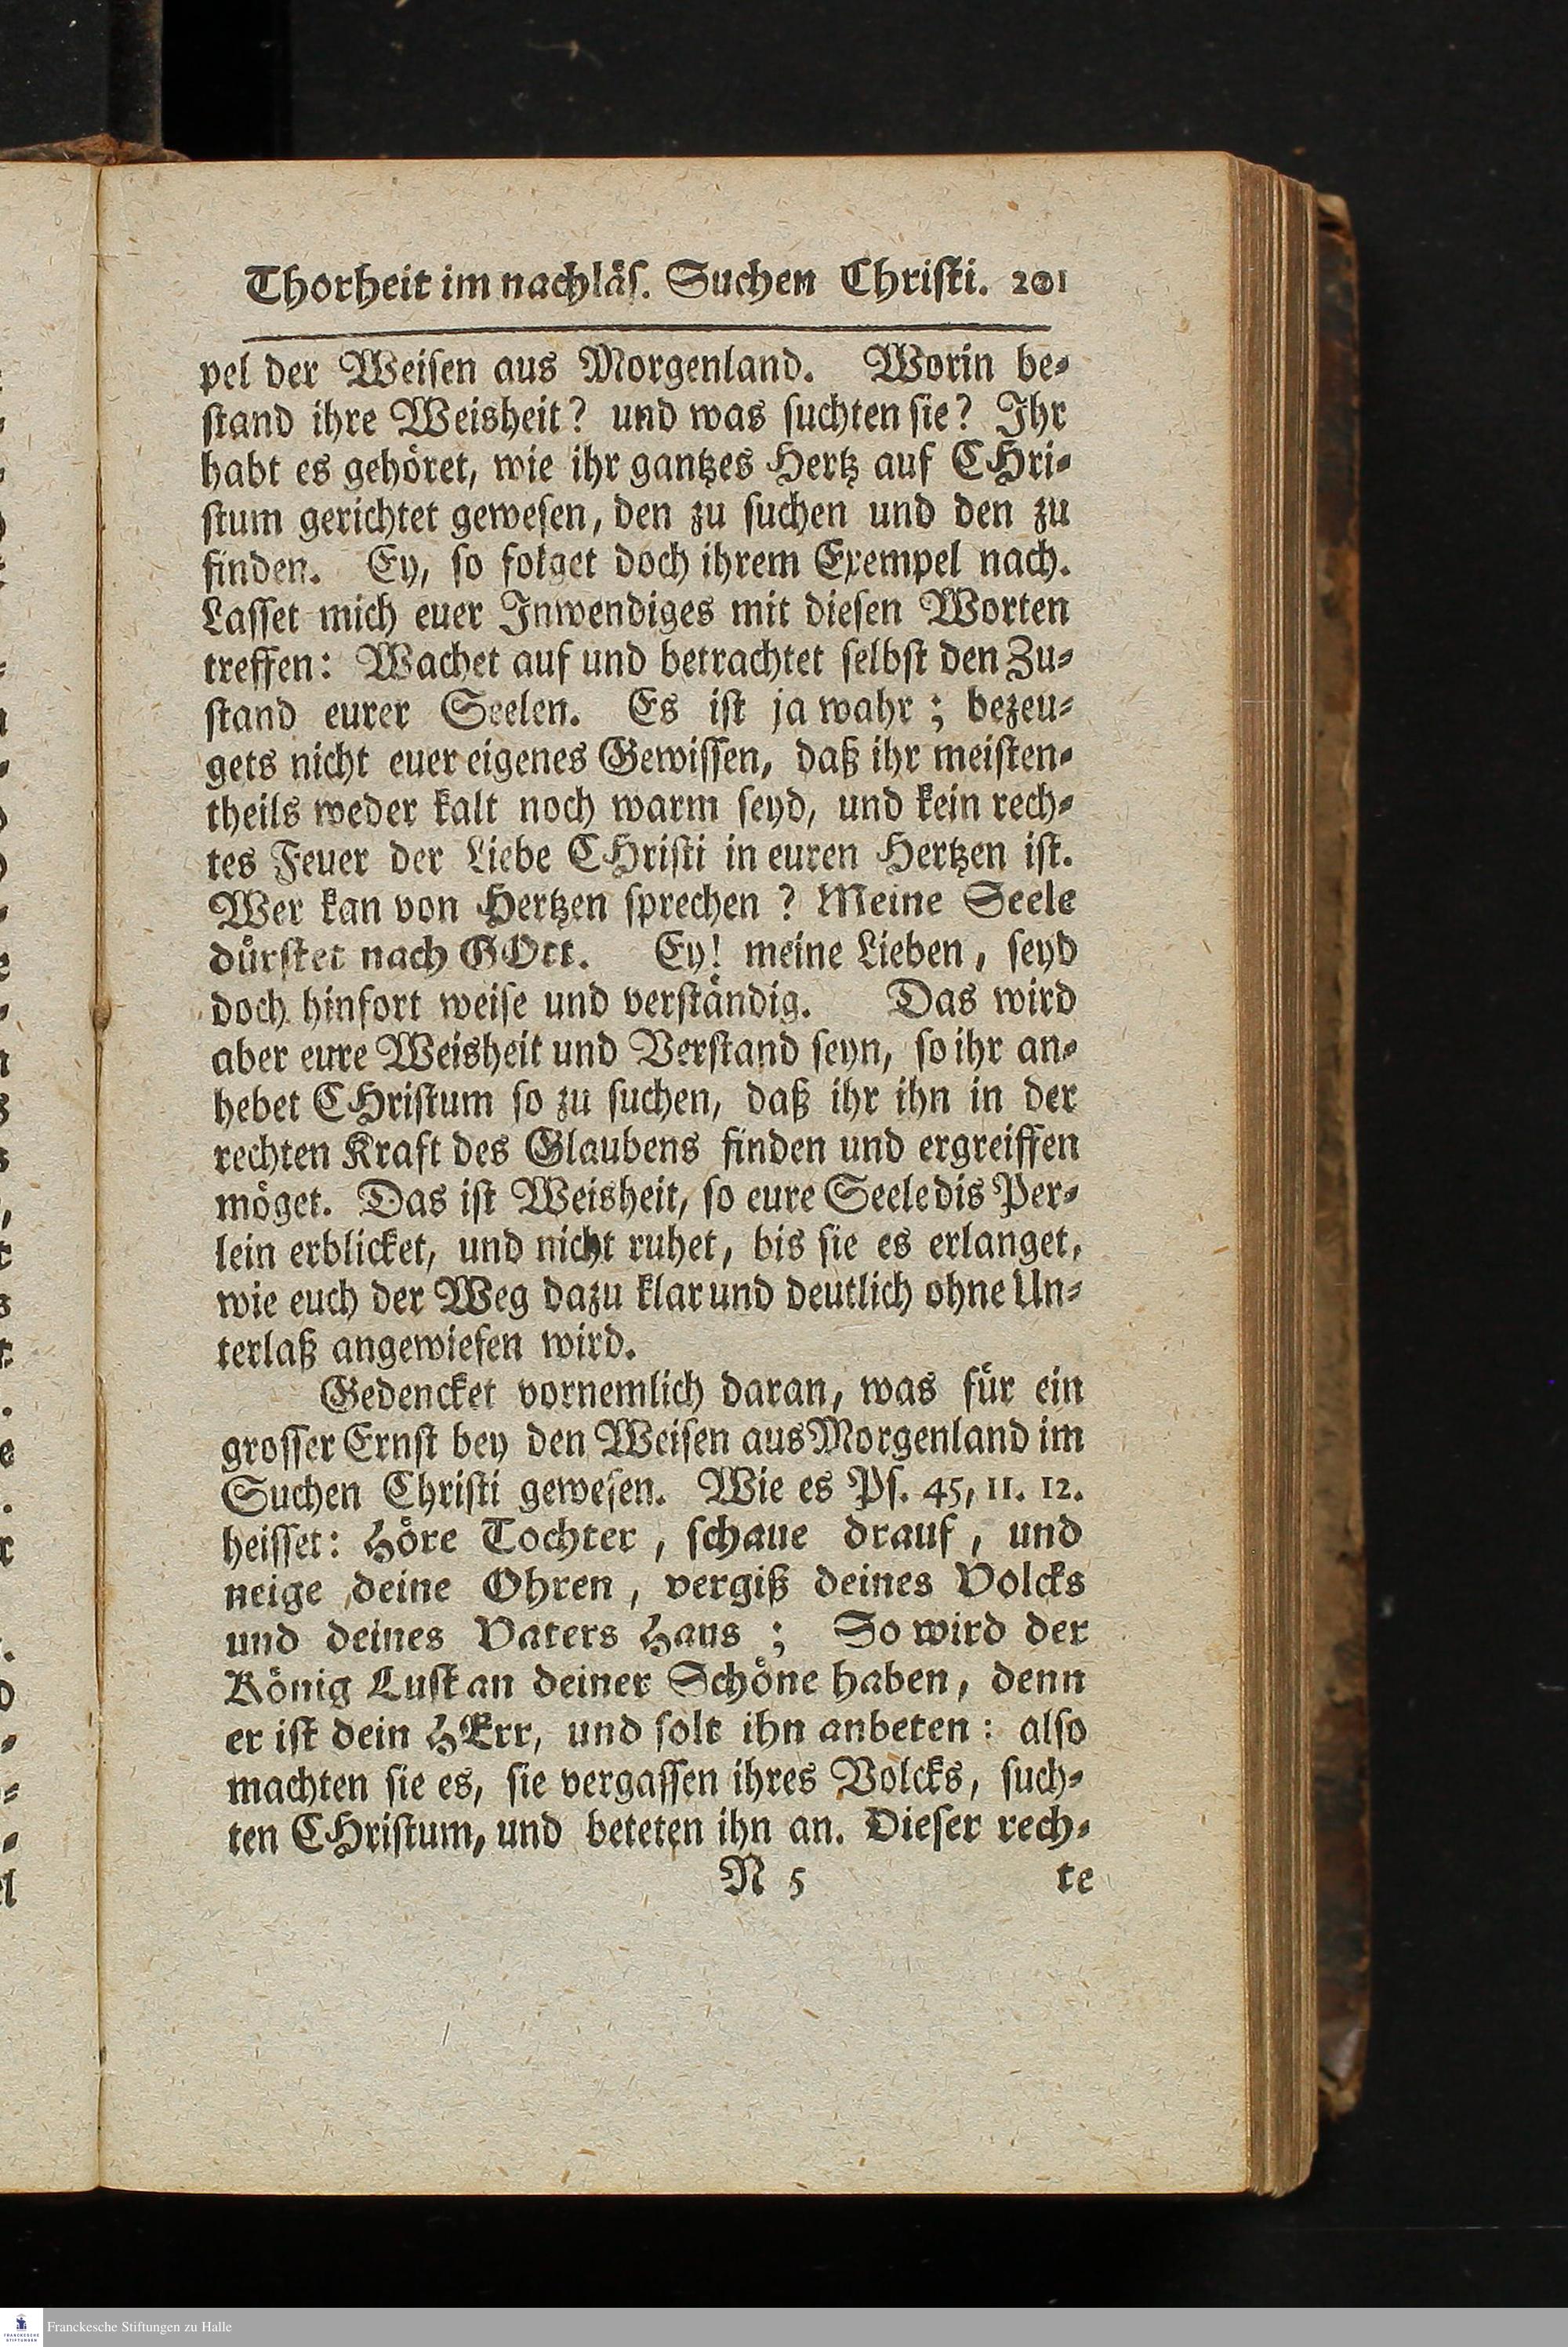 Thorheit im nachläſ. Suchen Chriſti. 201
pel der Weiſen aus Morgenland. Worin be-
ſtand ihre Weisheit? und was ſuchten ſie? Ihr
habt es gehöret, wie ihr gantzes Hertz auf CHri-
ſtum gerichtet geweſen, den zu ſuchen und den zu
finden. Ey, ſo folget doch ihrem Exempel nach.
Laſſet mich euer Inwendiges mit dieſen Worten
treffen: Wachet auf und betrachtet ſelbſt den Zu-
ſtand eurer Seelen. Es iſt ja wahr; bezeu-
gets nicht euer eigenes Gewiſſen, daß ihr meiſten-
theils weder kalt noch warm ſeyd, und kein rech-
tes Feuer der Liebe CHriſti in euren Hertzen iſt.
Wer kan von Hertzen ſprechen? Meine Seele
dürſtet nach GOtt. Ey! meine Lieben, ſeyd
doch hinfort weiſe und verſtändig. Das wird
aber eure Weisheit und Verſtand ſeyn, ſo ihr an-
hebet CHriſtum ſo zu ſuchen, daß ihr ihn in der
rechten Kraft des Glaubens finden und ergreiffen
möget. Das iſt Weisheit, ſo eure Seele dis Per-
lein erblicket, und nicht ruhet, bis ſie es erlanget,
wie euch der Weg dazu klar und deutlich ohne Un-
terlaß angewieſen wird.
Gedencket vornemlich daran, was für ein
groſſer Ernſt bey den Weiſen aus Morgenland im
Suchen Chriſti geweſen. Wie es Pſ. 45, 11. 12.
heiſſet: Höre Tochter, ſchaue drauf, und
neige deine Ohren, vergiß deines Volcks
und deines Vaters Haus; So wird der
König Luſt an deiner Schöne haben, denn
er iſt dein HErr, und ſolt ihn anbeten: alſo
machten ſie es, ſie vergaſſen ihres Volcks, ſuch-
ten CHriſtum, und beteten ihn an. Dieſer rech-
N 5 te
Franckesche Stiftungen zu Halle